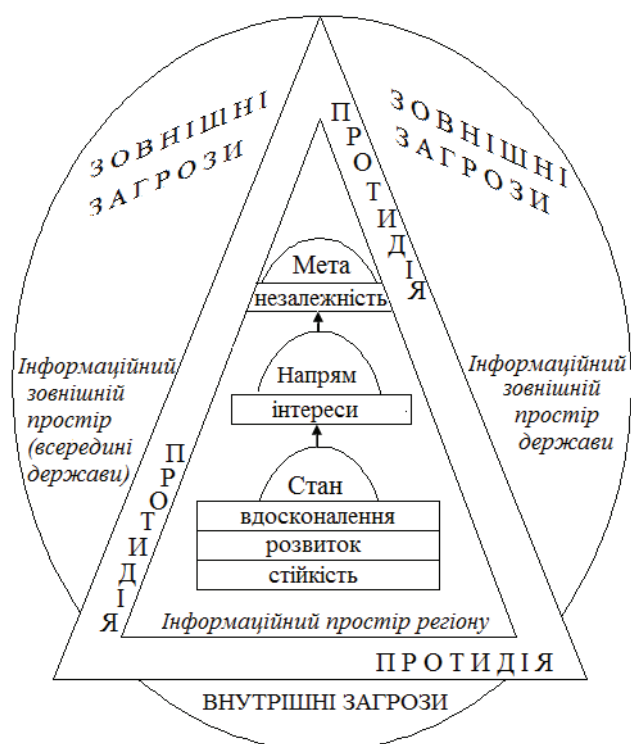 ЗОВНІШНІ
ЗАГРОЗИ
ЗОВНІШНІ
ЗАГРОЗИ
ПРОТИДІЯ
Мета
незалежність
Інформаційний
зовнішній
простір
(всередині
держави)
Напрям
інтереси
Інформаційний
зовнішній
простір
держави
ПРОТИДІЯ
Стан
вдосконалення
розвиток
стійкість
Інформаційний простір регіону
ПРОТИДІЯ
ВНУТРІШНІ ЗАГРОЗИ